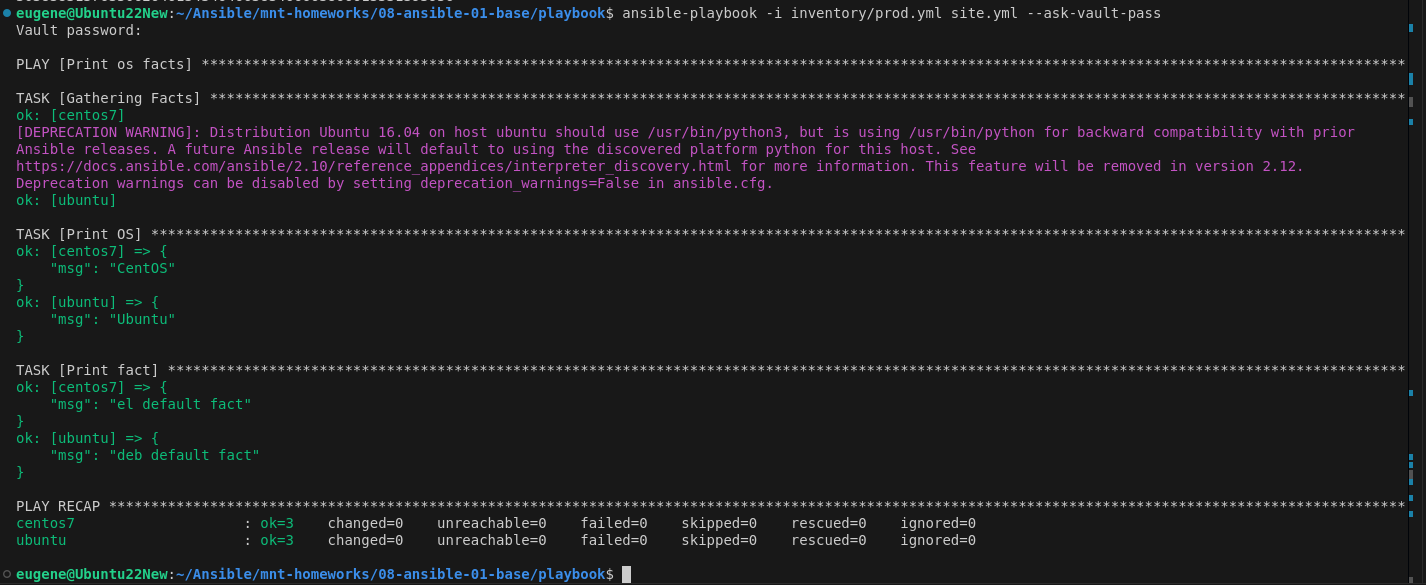 eugene@Ubuntu22New:~/Ansible/mnt-homeworks/08-ansible-01-base/playbook$ ansible-playbook -i inventory/prod.yml site.yml --ask-vault-pass
Vault password:
PLAY [Print os facts] ***********************************************************************************************************************************************
TASK [Gathering Facts] **********************************************************************************************************************************************
ok: [centos7]
[DEPRECATION WARNING]: Distribution Ubuntu 16.04 on host ubuntu should use /usr/bin/python3, but is using /usr/bin/python for backward compatibility with prior
Ansible releases. A future Ansible release will default to using the discovered platform python for this host. See
https://docs.ansible.com/ansible/2.10/reference_appendices/interpreter_discovery.html for more information. This feature will be removed in version 2.12.
Deprecation warnings can be disabled by setting deprecation_warnings=False in ansible.cfg.
ok: [ubuntu]
TASK [Print OS] *****************************************************************************************************************************************************
ok: [centos7] => {
    "msg": "CentOS"
}
ok: [ubuntu] => {
    "msg": "Ubuntu"
}
TASK [Print fact] ***************************************************************************************************************************************************
ok: [centos7] => {
    "msg": "el default fact"
}
ok: [ubuntu] => {
    "msg": "deb default fact"
}
PLAY RECAP **********************************************************************************************************************************************************
centos7                    : ok=3    changed=0    unreachable=0    failed=0    skipped=0    rescued=0    ignored=0
ubuntu                     : ok=3    changed=0    unreachable=0    failed=0    skipped=0    rescued=0    ignored=0
eugene@Ubuntu22New:~/Ansible/mnt-homeworks/08-ansible-01-base/playbook$